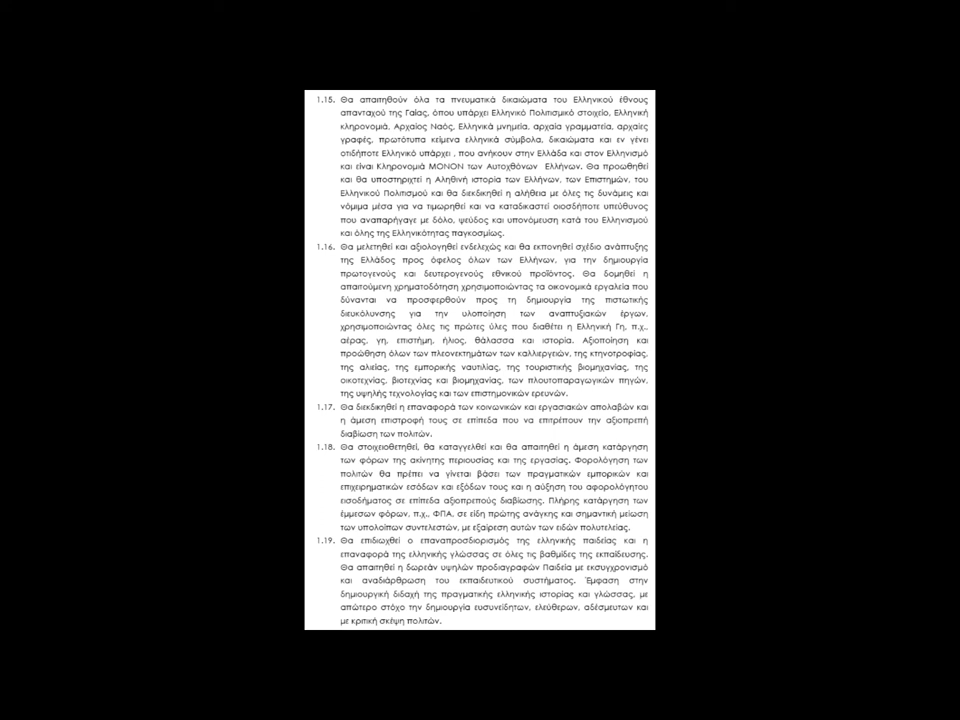 1.15. Θα απαιτηθούν όλα τα πνευματικά δικαιώματα του Ελληνικού έθνους
απανταχού της Γαίας, όπου υπάρχει Ελληνικό Πολιτισμικό στοιχείο, Ελληνική
κληρονομιά, Αρχαίος Ναός, Ελληνικά μνημεία, αρχαία γραμματεία, αρχαίες
γραφές, πρωτότυπα κείμενα ελληνικά σύμβολα, δικαιώματα και εν γένει
οτιδήποτε Ελληνικό υπάρχει , που ανήκουν στην Ελλάδα και στον Ελληνισμό
και είναι Κληρονομιά ΜΟΝΟΝ των Αυτοχθόνων Ελλήνων. Θα προωθηθεί
και θα υποστηριχτεί η Αληθινή ιστορία των Ελλήνων, των Επιστημών, του
Ελληνικού Πολιτισμού και θα διεκδικηθεί η αλήθεια με όλες τις δυνάμεις και
νόμιμα μέσα για να τιμωρηθεί και να καταδικαστεί οιοσδήποτε υπεύθυνος
που αναπαρήγαγε με δόλο, ψεύδος και υπονόμευση κατά του Ελληνισμού
και όλης της Ελληνικότητας παγκοσμίως.
1.16. Θα μελετηθεί και αξιολογηθεί ενδελεχώς και θα εκπονηθεί σχέδιο ανάπτυξης
της Ελλάδος προς όφελος όλων των Ελλήνων, για την δημιουργία
πρωτογενούς και δευτερογενούς εθνικού προϊόντος. Θα δομηθεί η
απαιτούμενη χρηματοδότηση χρησιμοποιώντας τα οικονομικά εργαλεία που
δύνανται να προσφερθούν προς τη δημιουργία της πιστωτικής
διευκόλυνσης για την υλοποίηση των αναπτυξιακών έργων,
χρησιμοποιώντας όλες τις πρώτες ύλες που διαθέτει η Ελληνική Γη, π.χ.,
αέρας, γη, επιστήμη, ήλιος, θάλασσα και ιστορία. Αξιοποίηση και
προώθηση όλων των πλεονεκτημάτων των καλλιεργειών, της κτηνοτροφίας,
της αλιείας, της εμπορικής ναυτιλίας, της τουριστικής βιομηχανίας, της
οικοτεχνίας, βιοτεχνίας και βιομηχανίας, των πλουτοπαραγωγικών πηγών,
της υψηλής τεχνολογίας και των επιστημονικών ερευνών.
1.17. Θα διεκδικηθεί η επαναφορά των κοινωνικών και εργασιακών απολαβών και
η άμεση επιστροφή τους σε επίπεδα που να επιτρέπουν την αξιοπρεπή
διαβίωση των πολιτών.
1.18. Θα στοιχειοθετηθεί, θα καταγγελθεί και θα απαιτηθεί η άμεση κατάργηση
των φόρων της ακίνητης περιουσίας και της εργασίας. Φορολόγηση των
πολιτών θα πρέπει να γίνεται βάσει των πραγματικών εμπορικών και
επιχειρηματικών εσόδων και εξόδων τους και η αύξηση του αφορολόγητου
εισοδήματος σε επίπεδα αξιοπρεπούς διαβίωσης. Πλήρης κατάργηση των
έμμεσων φόρων, π.χ., ΦΠΑ, σε είδη πρώτης ανάγκης και σημαντική μείωση
των υπολοίπων συντελεστών, με εξαίρεση αυτών των ειδών πολυτελείας.
1.19. Θα επιδιωχθεί ο επαναπροσδιορισμός της ελληνικής παιδείας και η
επαναφορά της ελληνικής γλώσσας σε όλες τις βαθμίδες της εκπαίδευσης.
Θα απαιτηθεί η δωρεάν υψηλών προδιαγραφών Παιδεία με εκσυγχρονισμό
και αναδιάρθρωση του εκπαιδευτικού συστήματος. Έμφαση στην
δημιουργική διδαχή της πραγματικής ελληνικής ιστορίας και γλώσσας, με
απώτερο στόχο την δημιουργία ευσυνείδητων, ελεύθερων, αδέσμευτων και
με κριτική σκέψη πολιτών.